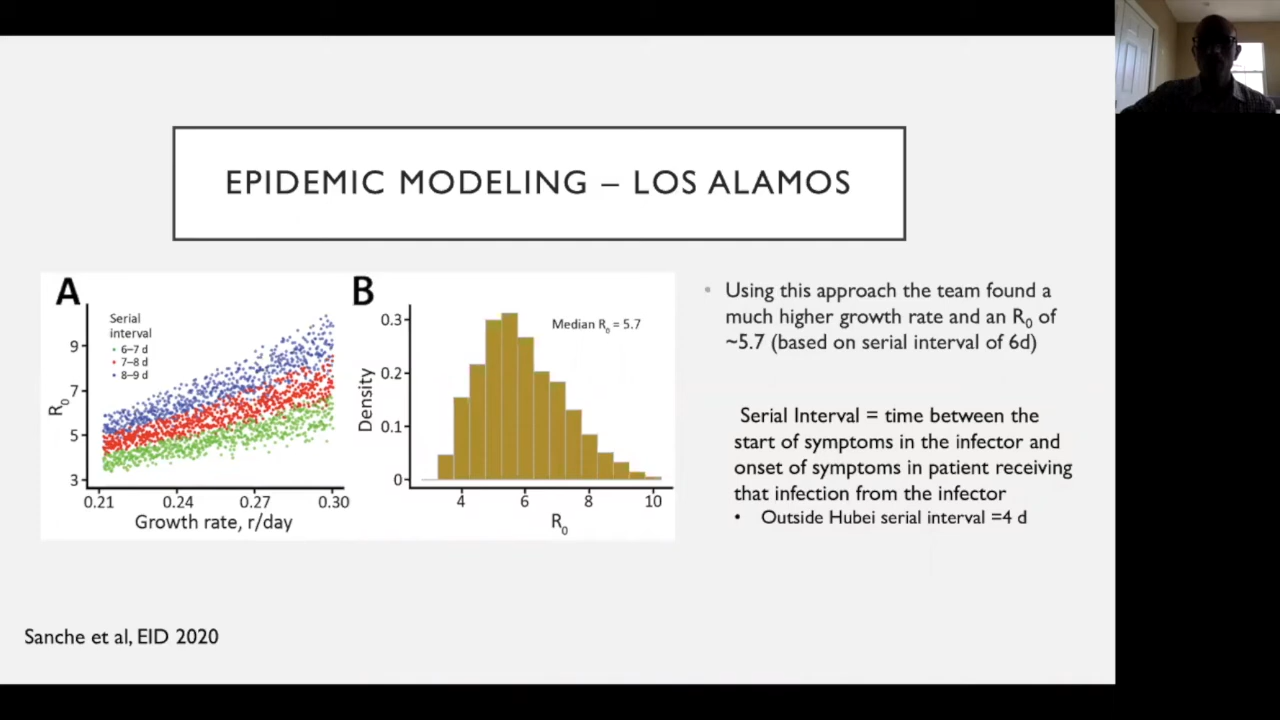 EPIDEMIC MODELING – LOS ALAMOS
A
Serial
interval
6–7 d
7–8 d
8–9 d
9
7
5
3
R0
0.21 0.24 0.27 0.30
Growth rate, r/day
B
Median R0 = 5.7
0.3
0.2
0.1
0
Density
4 6 8 10
R0
• Using this approach the team found a
much higher growth rate and an R0 of
~5.7 (based on serial interval of 6d)
Serial Interval = time between the
start of symptoms in the infector and
onset of symptoms in patient receiving
that infection from the infector
• Outside Hubei serial interval =4 d
Sanche et al, EID 2020